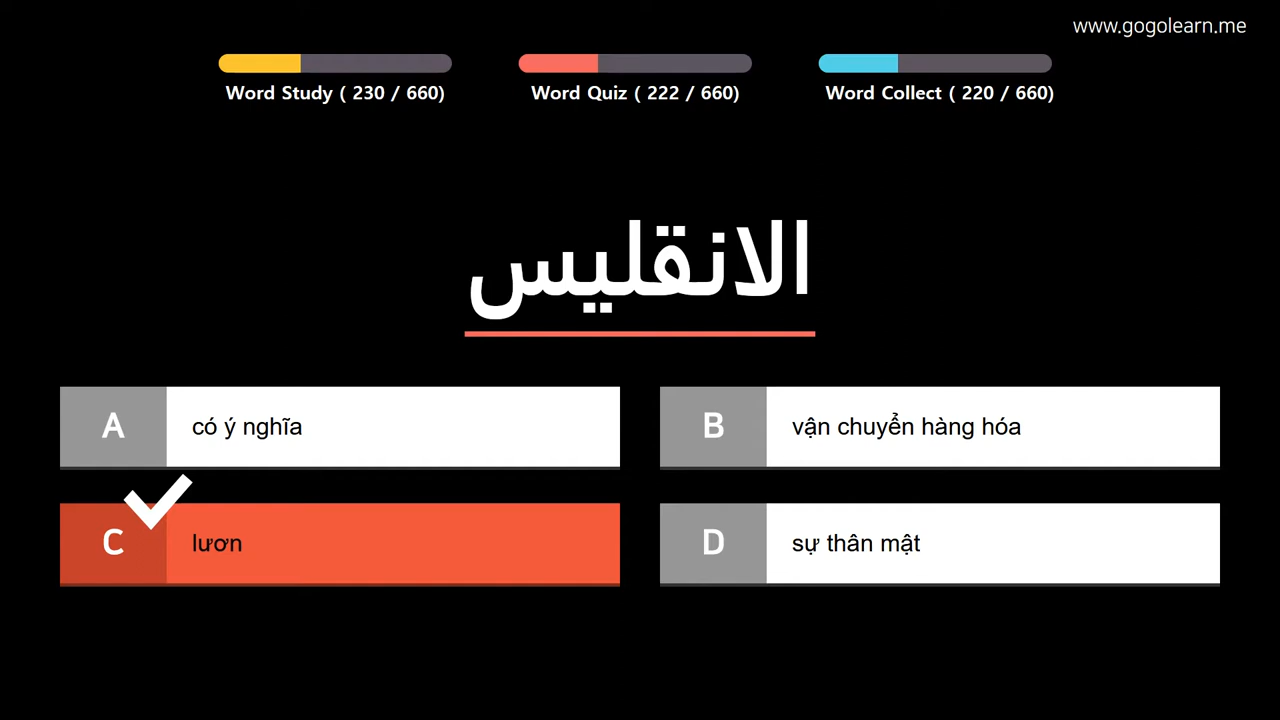 www.gogolearn.me
Word Study ( 230 / 660)
Word Quiz ( 222 / 660)
Word Collect ( 220 / 660)
الانقليس
A
có ý nghĩa
B
vận chuyển hàng hóa
C
lươn
D
sự thân mật